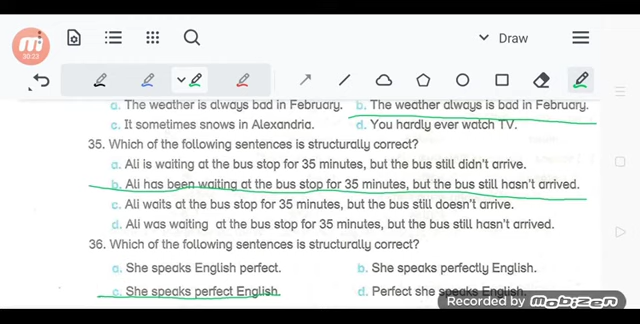 30:23
Draw
a. The weather is always bad in February. b. The weather always is bad in February.
c. It sometimes snows in Alexandria. d. You hardly ever watch TV.
35. Which of the following sentences is structurally correct?
a. Ali is waiting at the bus stop for 35 minutes, but the bus still didn't arrive.
b. Ali has been waiting at the bus stop for 35 minutes, but the bus still hasn't arrived.
c. Ali waits at the bus stop for 35 minutes, but the bus still doesn't arrive.
d. Ali was waiting at the bus stop for 35 minutes, but the bus still hasn't arrived.
36. Which of the following sentences is structurally correct?
a. She speaks English perfect. b. She speaks perfectly English.
c. She speaks perfect English. d. Perfect she speaks English.
Recorded by Mobizen